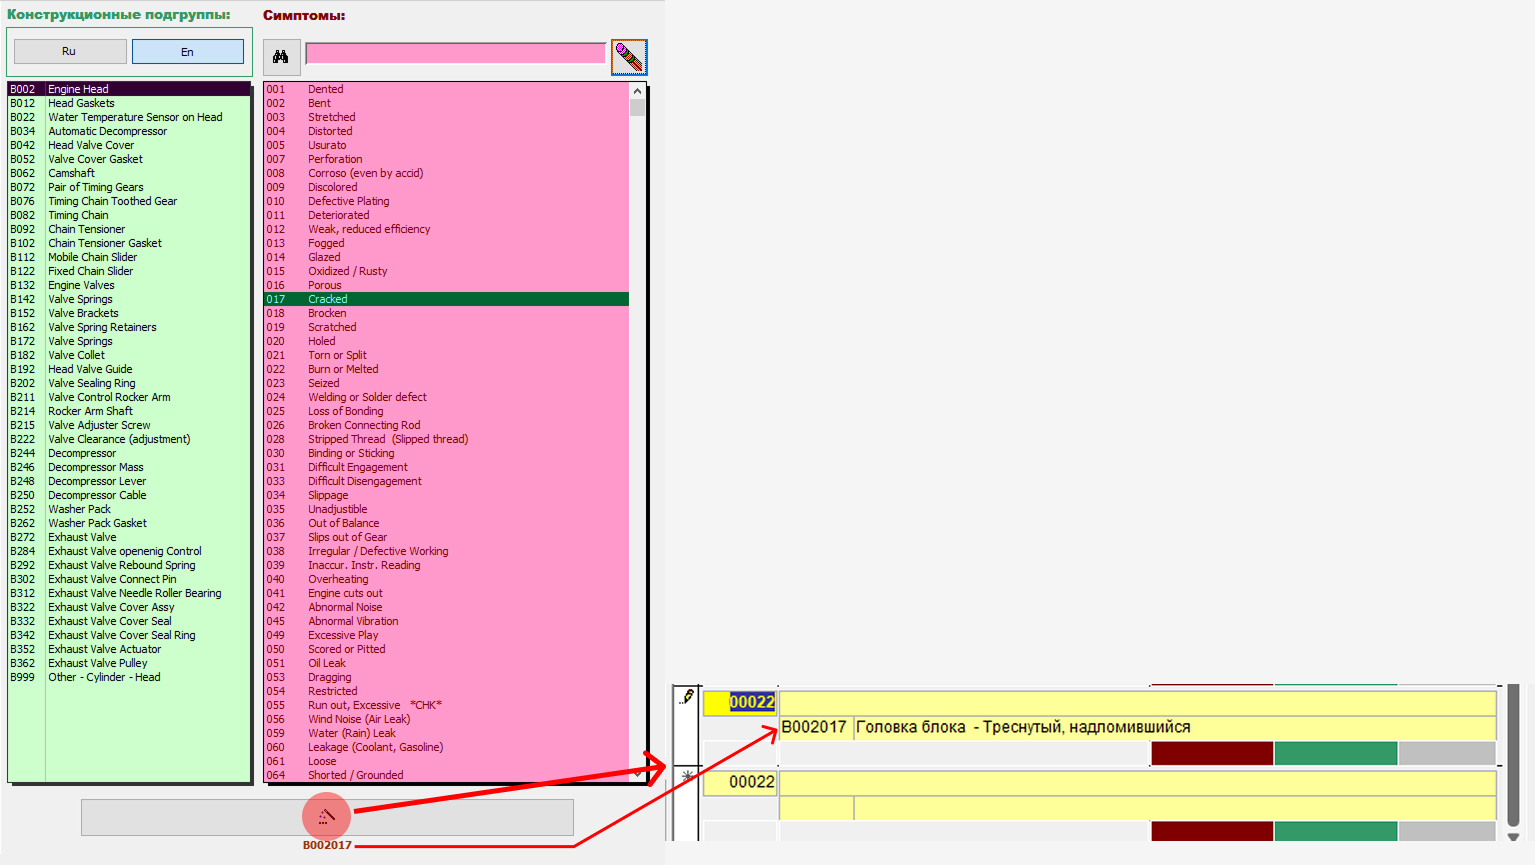 Конструкционные подгруппы:
Ru
En
B002 Engine Head
B012 Head Gaskets
B022 Water Temperature Sensor on Head
B034 Automatic Decompressor
B042 Head Valve Cover
B052 Valve Cover Gasket
B062 Camshaft
B072 Pair of Timing Gears
B076 Timing Chain Toothed Gear
B082 Timing Chain
B092 Chain Tensioner
B102 Chain Tensioner Gasket
B112 Mobile Chain Slider
B122 Fixed Chain Slider
B132 Engine Valves
B142 Valve Springs
B152 Valve Brackets
B162 Valve Spring Retainers
B172 Valve Springs
B182 Valve Collet
B192 Head Valve Guide
B202 Valve Sealing Ring
B211 Valve Control Rocker Arm
B214 Rocker Arm Shaft
B215 Valve Adjuster Screw
B222 Valve Clearance (adjustment)
B244 Decompressor
B246 Decompressor Mass
B248 Decompressor Lever
B250 Decompressor Cable
B252 Washer Pack
B262 Washer Pack Gasket
B272 Exhaust Valve
B284 Exhaust Valve openenig Control
B292 Exhaust Valve Rebound Spring
B302 Exhaust Valve Connect Pin
B312 Exhaust Valve Needle Roller Bearing
B322 Exhaust Valve Cover Assy
B332 Exhaust Valve Cover Seal
B342 Exhaust Valve Cover Seal Ring
B352 Exhaust Valve Actuator
B362 Exhaust Valve Pulley
B999 Other - Cylinder - Head
Симптомы:
001 Dented
002 Bent
003 Stretched
004 Distorted
005 Usurato
007 Perforation
008 Corroso (even by accid)
009 Discolored
010 Defective Plating
011 Deteriorated
012 Weak, reduced efficiency
013 Fogged
014 Glazed
015 Oxidized / Rusty
016 Porous
017 Cracked
018 Brocken
019 Scratched
020 Holed
021 Torn or Split
022 Burn or Melted
023 Seized
024 Welding or Solder defect
025 Loss of Bonding
026 Broken Connecting Rod
028 Stripped Thread (Slipped thread)
030 Binding or Sticking
031 Difficult Engagement
033 Difficult Disengagement
034 Slippage
035 Unadjustible
036 Out of Balance
037 Slips out of Gear
038 Irregular / Defective Working
039 Inaccur. Instr. Reading
040 Overheating
041 Engine cuts out
042 Abnormal Noise
045 Abnormal Vibration
049 Excessive Play
050 Scored or Pitted
051 Oil Leak
053 Dragging
054 Restricted
055 Run out, Excessive *CHK*
056 Wind Noise (Air Leak)
059 Water (Rain) Leak
060 Leakage (Coolant, Gasoline)
061 Loose
064 Shorted / Grounded
B002017
00022
B002017 Головка блока - Треснутый, надломившийся
00022